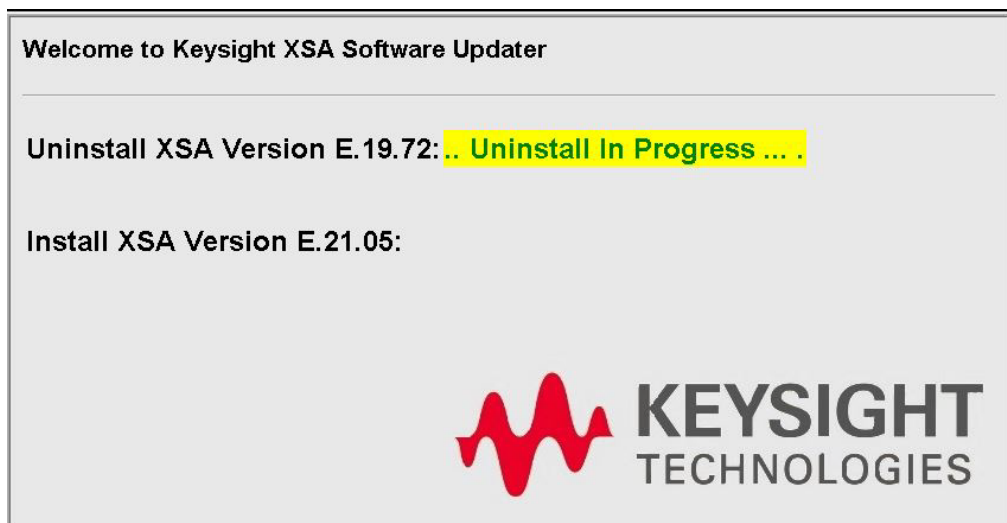 Welcome to Keysight XSA Software Updater
Uninstall XSA Version E.19.72: .. Uninstall In Progress ... .
Install XSA Version E.21.05:
KEYSIGHT
TECHNOLOGIES